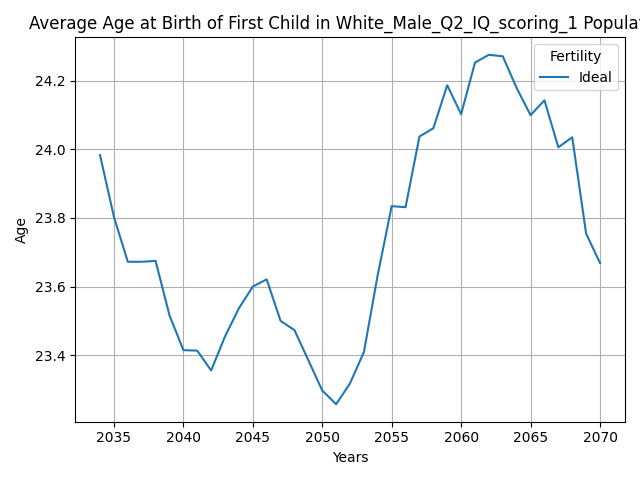 Average Age at Birth of First Child in White_Male_Q2_IQ_scoring_1
Fertility
Ideal
24.2
24.0
23.8
23.6
23.4
Age
2035 2040 2045 2050 2055 2060 2065 2070
Years